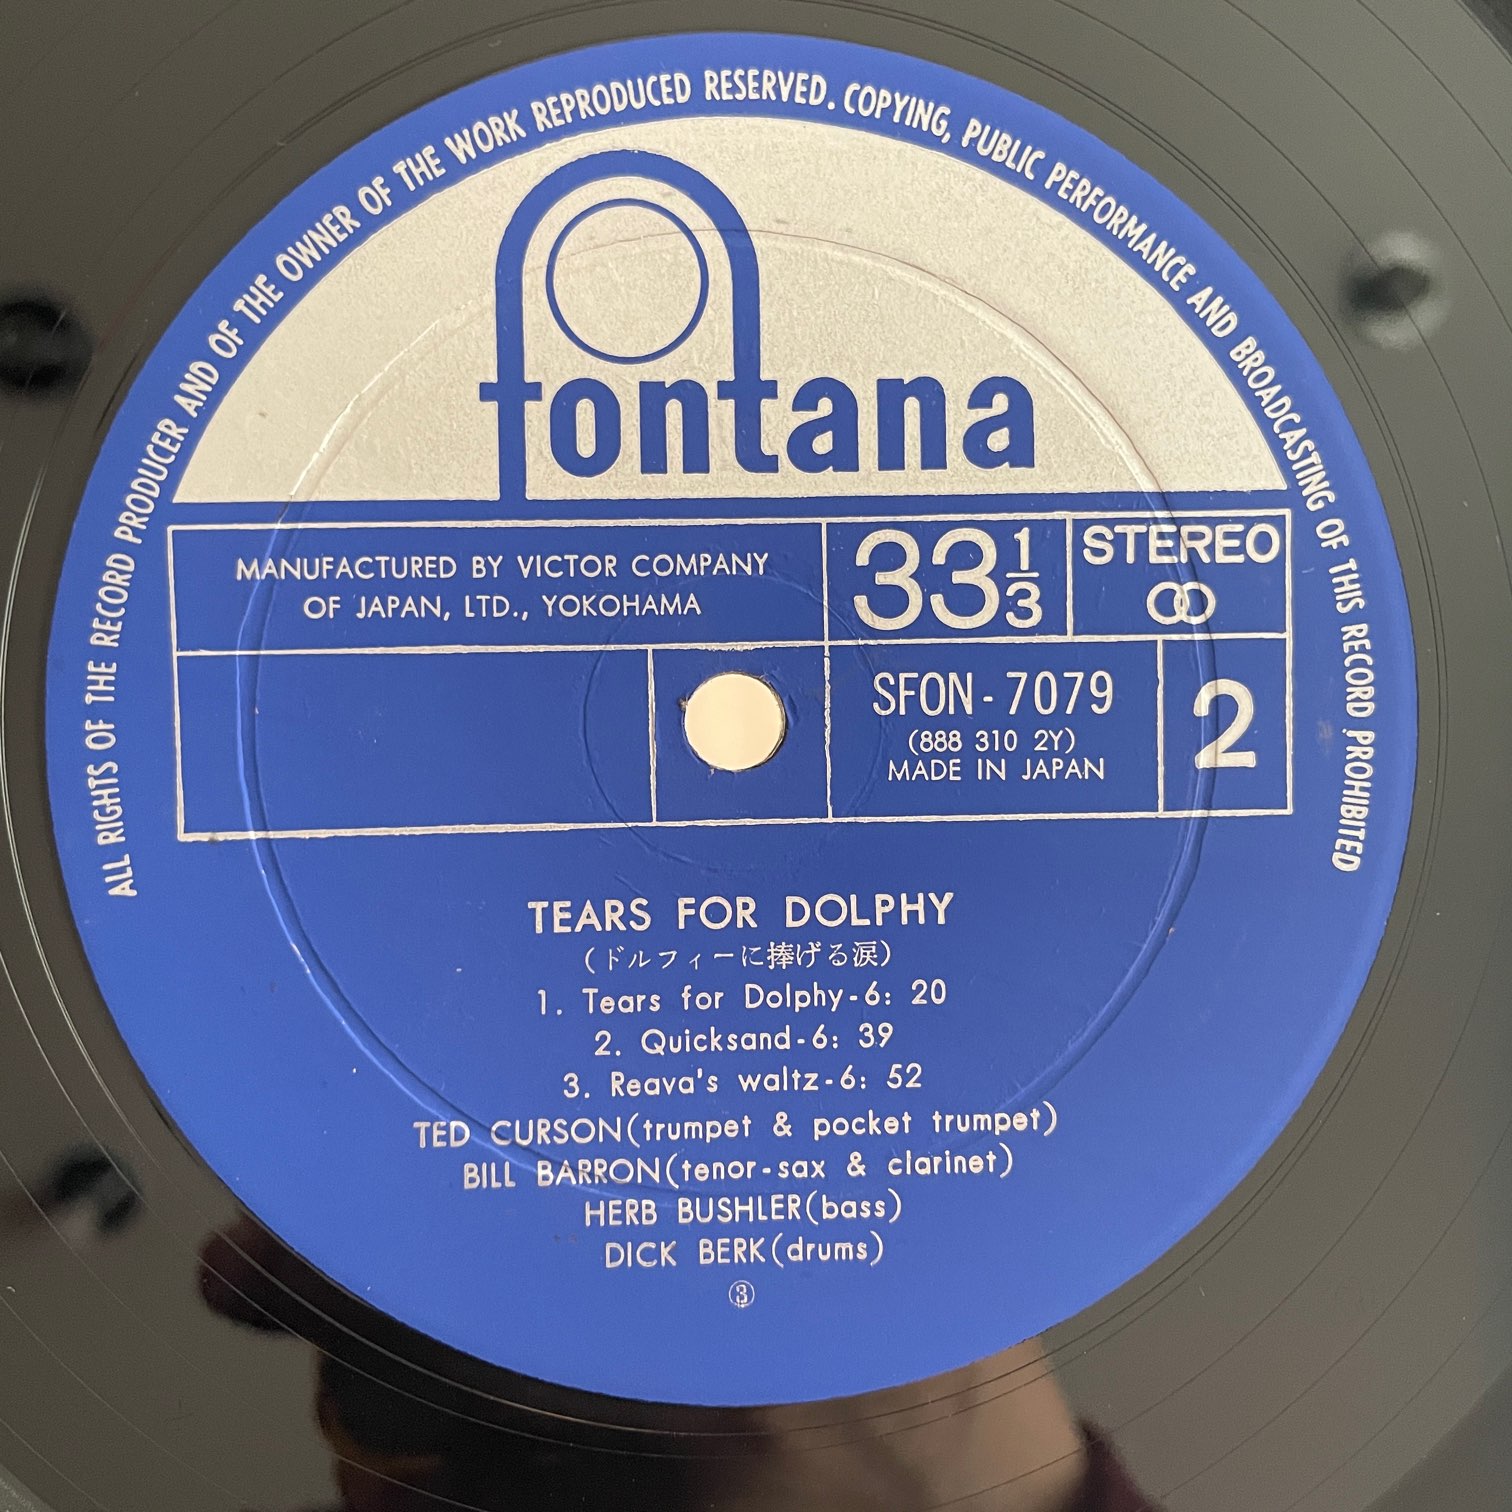 ALL RIGHTS OF THE RECORD PRODUCER AND OF THE OWNER OF THE WORK REPRODUCED RESERVED. COPYING, PUBLIC PERFORMANCE AND BROADCASTING OF THIS RECORD PROHIBITED
fontana
MANUFACTURED BY VICTOR COMPANY
OF JAPAN, LTD., YOKOHAMA
33 1/3
STEREO
SFON-7079
(888 310 2Y)
MADE IN JAPAN
2
TEARS FOR DOLPHY
(ドルフィーに捧げる涙)
1. Tears for Dolphy-6: 20
2. Quicksand-6: 39
3. Reava's waltz-6: 52
TED CURSON(trumpet & pocket trumpet)
BILL BARRON(tenor-sax & clarinet)
HERB BUSHLER(bass)
DICK BERK(drums)
③